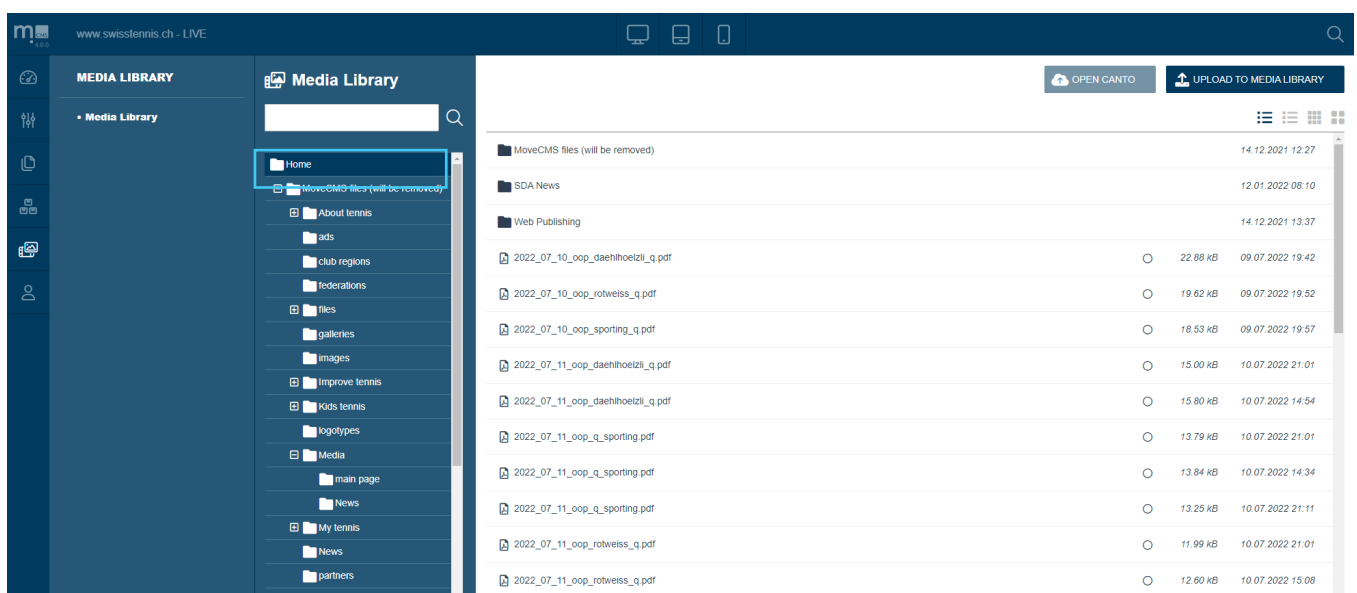 m CMS
4.6.0
www.swisstennis.ch - LIVE
MEDIA LIBRARY
• Media Library
Media Library
Home
MoveCMS files (will be removed)
About tennis
ads
club regions
federations
files
galleries
images
Improve tennis
Kids tennis
logotypes
Media
main page
News
My tennis
News
partners
OPEN CANTO
UPLOAD TO MEDIA LIBRARY
MoveCMS files (will be removed) 14.12.2021 12:27
SDA News 12.01.2022 08:10
Web Publishing 14.12.2021 13:37
2022_07_10_oop_daehlhoelzli_q.pdf 22.88 kB 09.07.2022 19:42
2022_07_10_oop_rotweiss_q.pdf 19.62 kB 09.07.2022 19:52
2022_07_10_oop_sporting_q.pdf 18.53 kB 09.07.2022 19:57
2022_07_11_oop_daehlhoelzli_q.pdf 15.00 kB 10.07.2022 21:01
2022_07_11_oop_daehlhoelzli_q.pdf 15.80 kB 10.07.2022 14:54
2022_07_11_oop_q_sporting.pdf 13.79 kB 10.07.2022 21:01
2022_07_11_oop_q_sporting.pdf 13.84 kB 10.07.2022 14:34
2022_07_11_oop_q_sporting.pdf 13.25 kB 10.07.2022 21:11
2022_07_11_oop_rotweiss_q.pdf 11.99 kB 10.07.2022 21:01
2022_07_11_oop_rotweiss_q.pdf 12.60 kB 10.07.2022 15:08